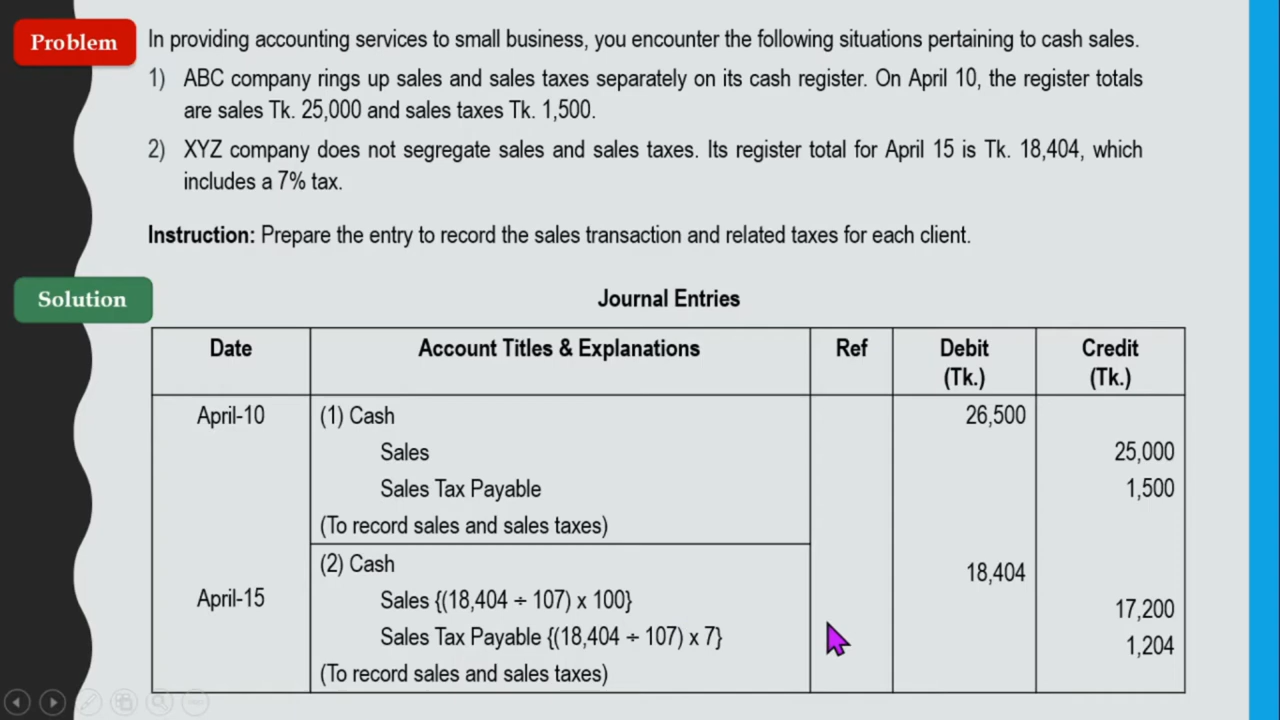 Problem
In providing accounting services to small business, you encounter the following situations pertaining to cash sales.
1) ABC company rings up sales and sales taxes separately on its cash register. On April 10, the register totals
are sales Tk. 25,000 and sales taxes Tk. 1,500.
2) XYZ company does not segregate sales and sales taxes. Its register total for April 15 is Tk. 18,404, which
includes a 7% tax.
Instruction: Prepare the entry to record the sales transaction and related taxes for each client.
Solution
Journal Entries
Date Account Titles & Explanations Ref Debit Credit
(Tk.) (Tk.)
April-10 (1) Cash 26,500
Sales 25,000
Sales Tax Payable 1,500
(To record sales and sales taxes)
(2) Cash 18,404
April-15 Sales {(18,404 ÷ 107) x 100} 17,200
Sales Tax Payable {(18,404 ÷ 107) x 7} 1,204
(To record sales and sales taxes)